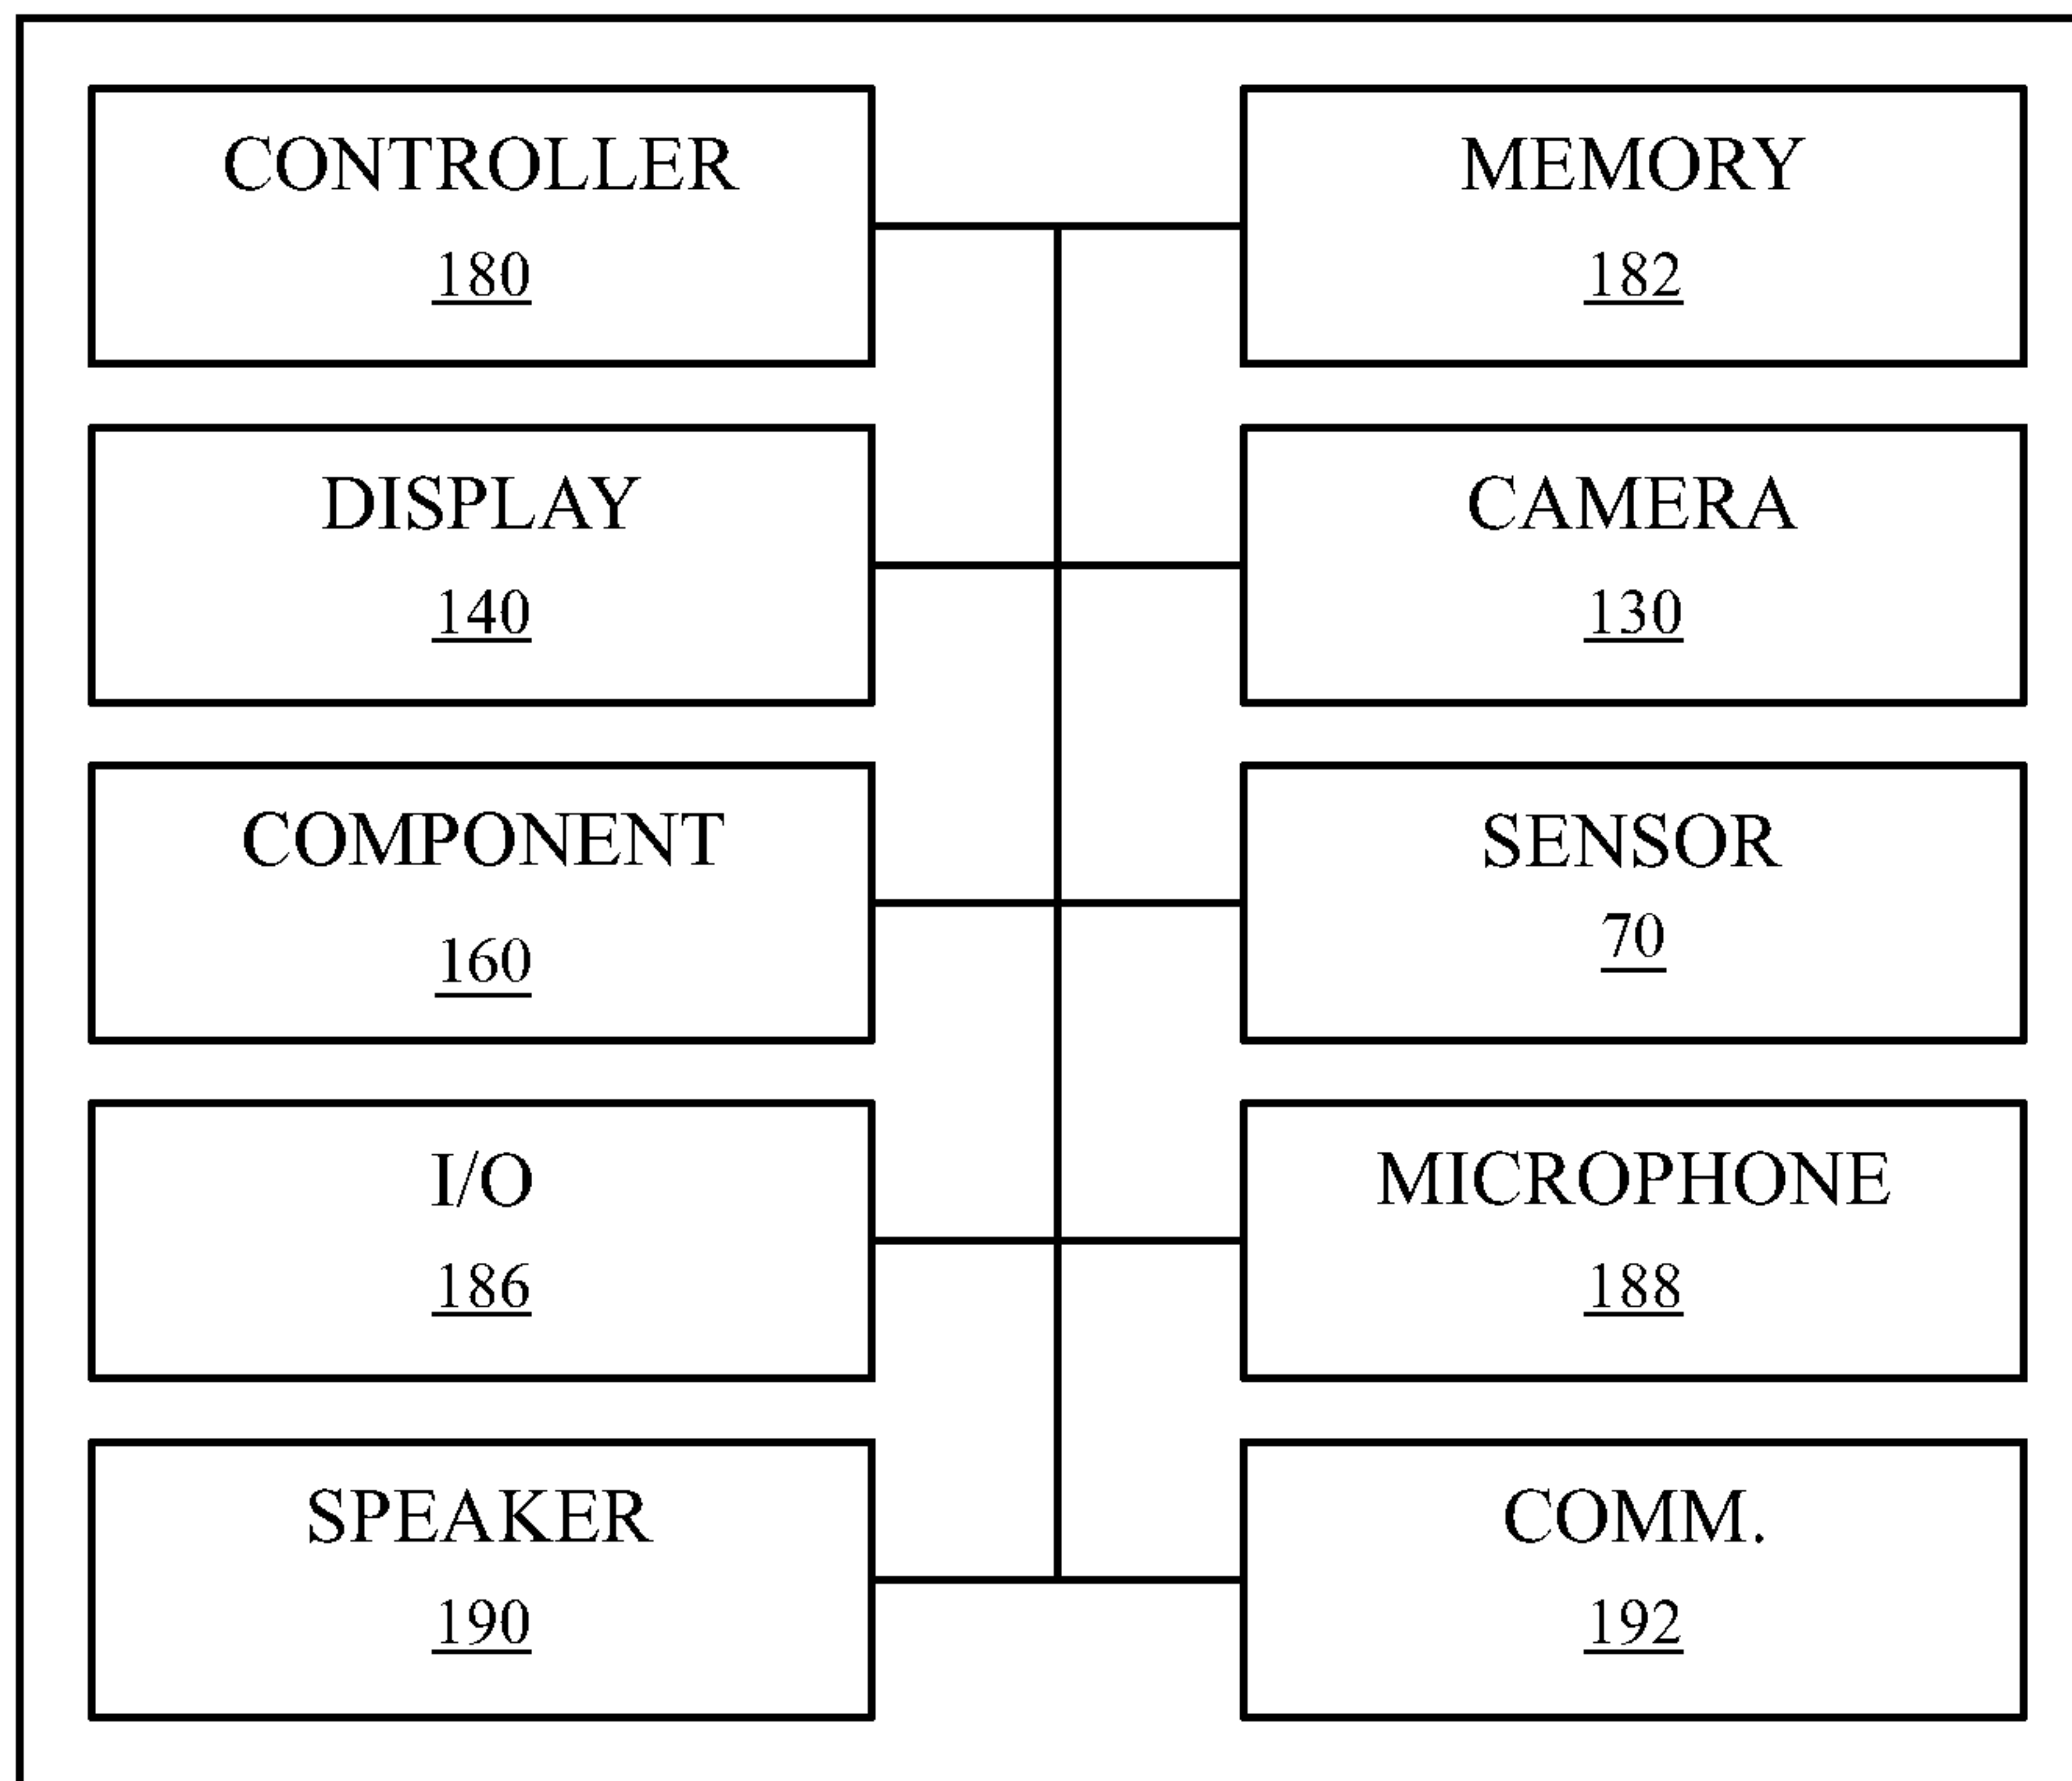 CONTROLLER
180
MEMORY
182
DISPLAY
140
CAMERA
130
COMPONENT
160
SENSOR
70
I/O
186
MICROPHONE
188
SPEAKER
190
COMM.
192